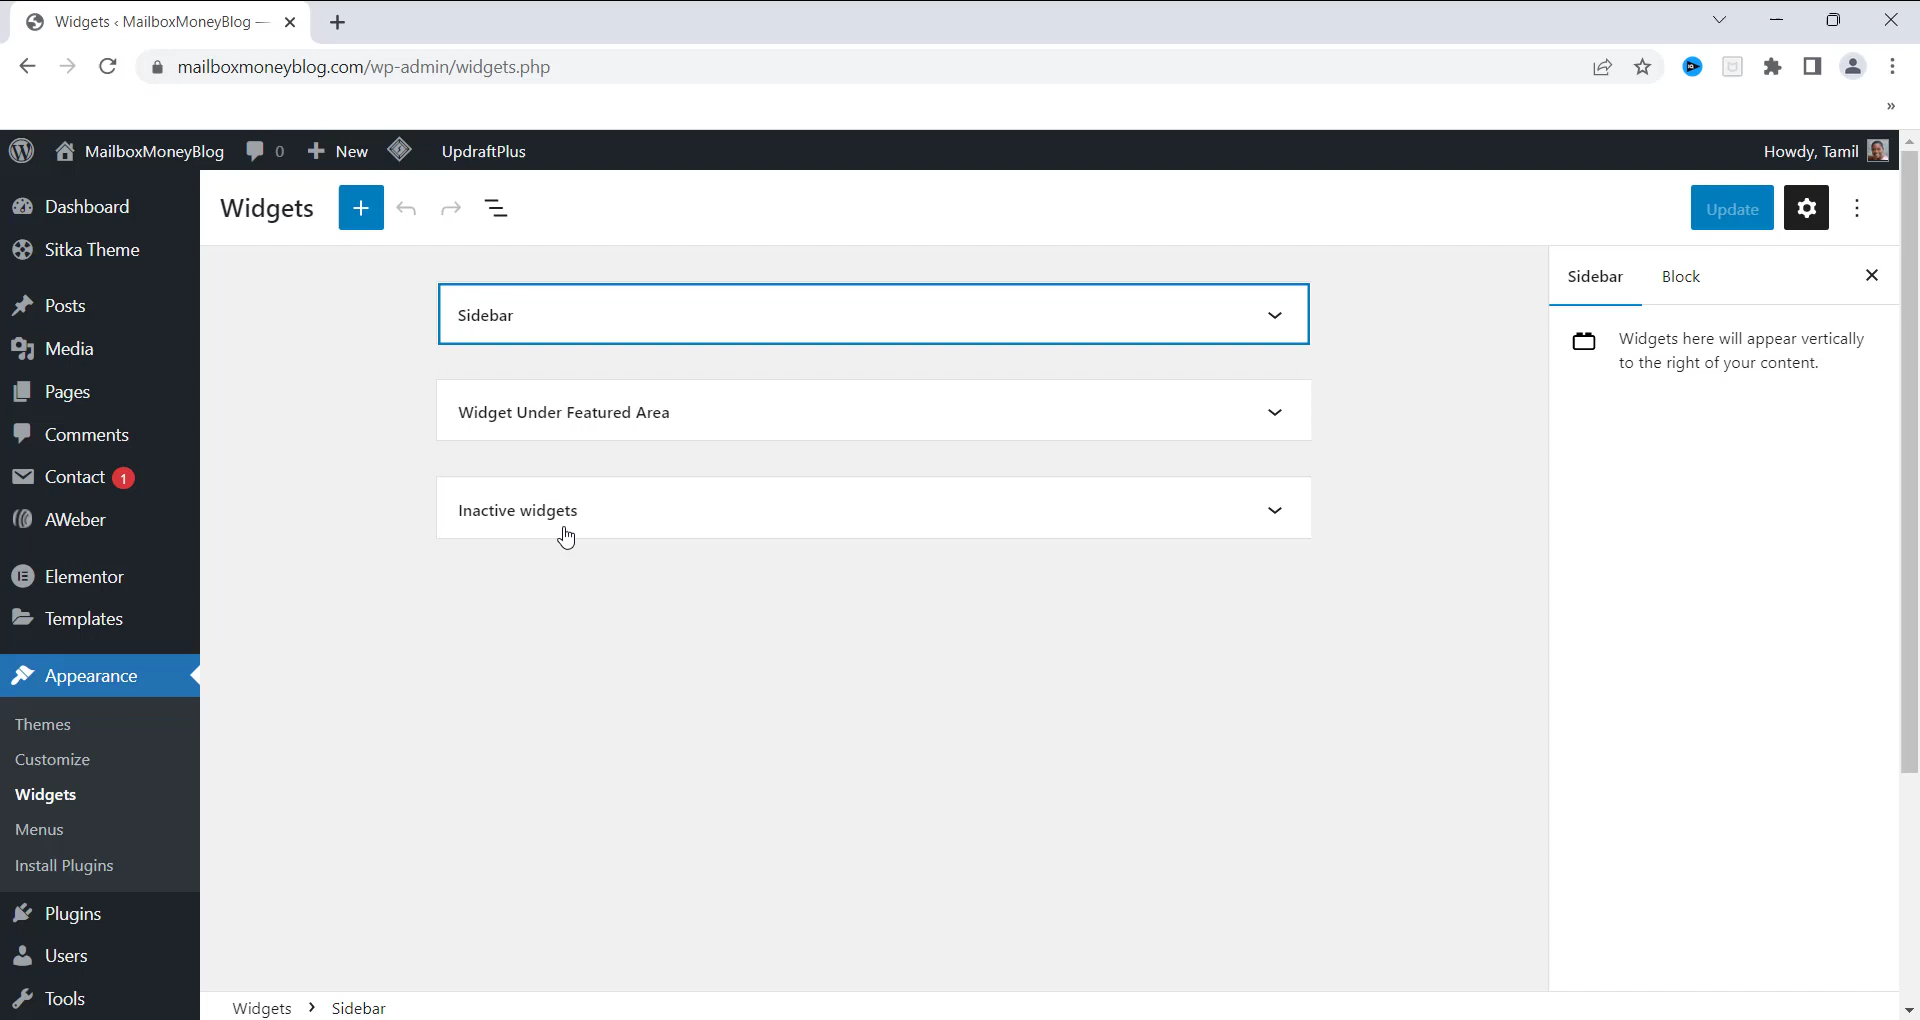 Widgets ‹ MailboxMoneyBlog —
mailboxmoneyblog.com/wp-admin/widgets.php
»
MailboxMoneyBlog 0 New UpdraftPlus Howdy, Tamil
Dashboard
Sitka Theme
Posts
Media
Pages
Comments
Contact 1
AWeber
Elementor
Templates
Appearance
Themes
Customize
Widgets
Menus
Install Plugins
Plugins
Users
Tools
Widgets Update
Sidebar
Widget Under Featured Area
Inactive widgets
Sidebar Block
Widgets here will appear vertically
to the right of your content.
Widgets › Sidebar